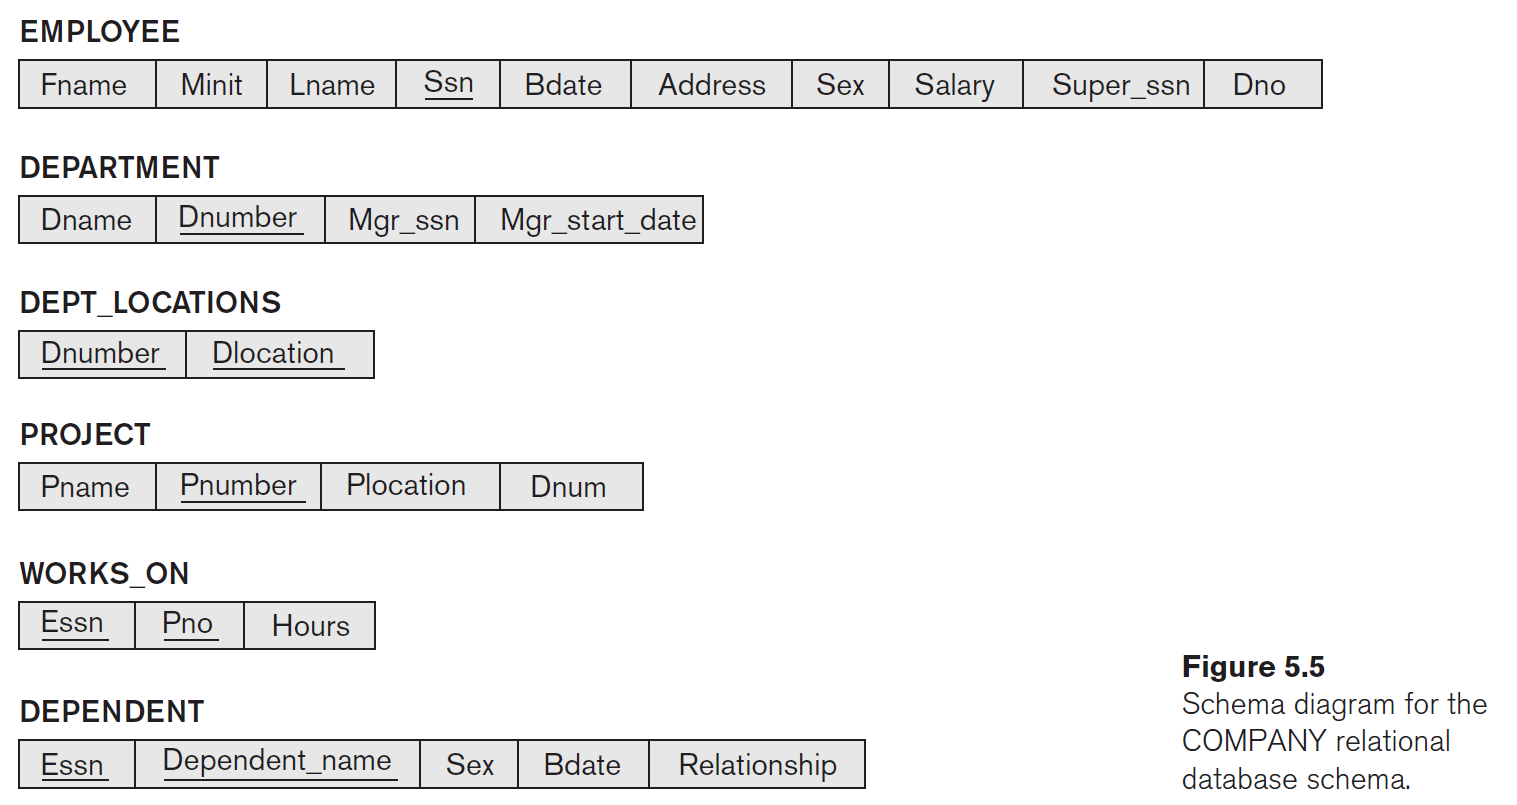 EMPLOYEE
Fname Minit Lname Ssn Bdate Address Sex Salary Super_ssn Dno
DEPARTMENT
Dname Dnumber Mgr_ssn Mgr_start_date
DEPT_LOCATIONS
Dnumber Dlocation
PROJECT
Pname Pnumber Plocation Dnum
WORKS_ON
Essn Pno Hours
DEPENDENT
Essn Dependent_name Sex Bdate Relationship
Figure 5.5
Schema diagram for the
COMPANY relational
database schema.